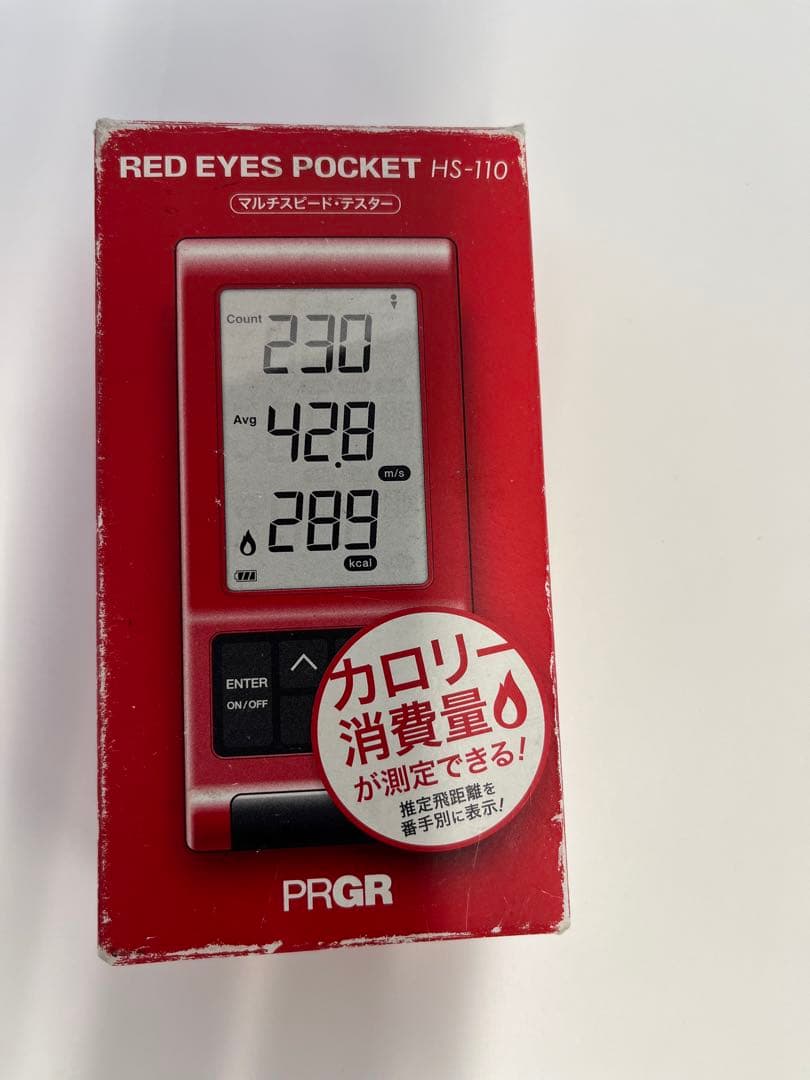 RED EYES POCKET HS-110
マルチスピード・テスター
Count 230
Avg 42.8
m/s
289
kcal
ENTER
ON/OFF
カロリー
消費量
が測定できる!
推定飛距離を
番手別に表示!
PRGR